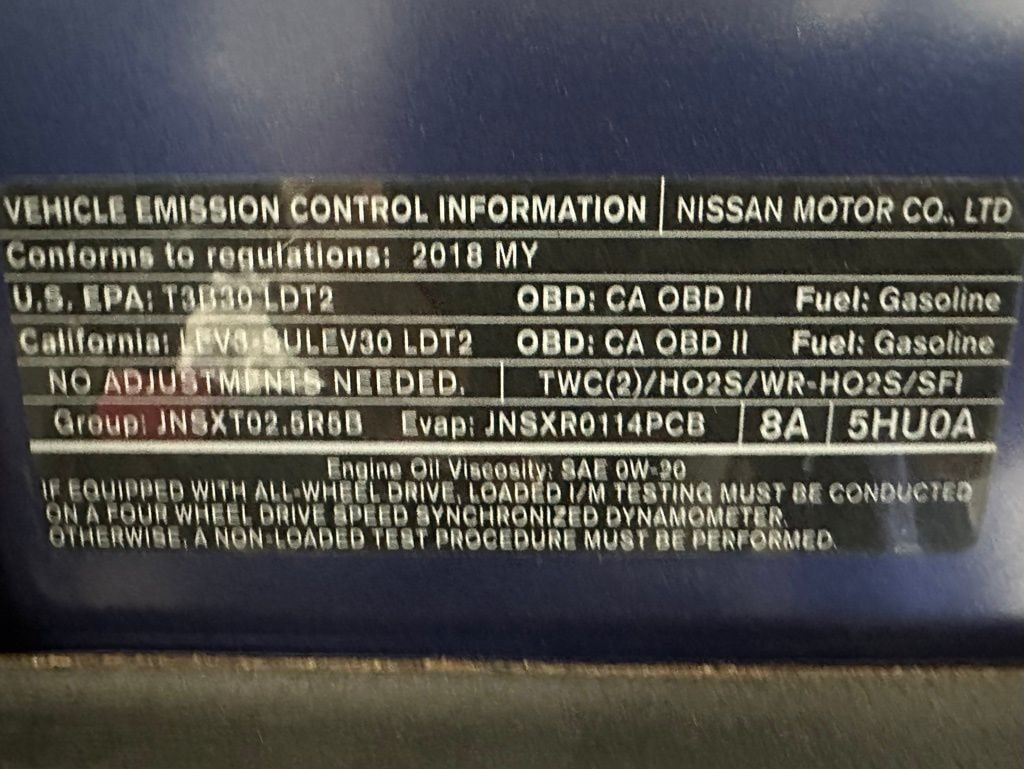 VEHICLE EMISSION CONTROL INFORMATION | NISSAN MOTOR CO., LTD
Conforms to regulations: 2018 MY
U.S. EPA: T3B30 LDT2 OBD: CA OBD II Fuel: Gasoline
California: LEV3-SULEV30 LDT2 OBD: CA OBD II Fuel: Gasoline
NO ADJUSTMENTS NEEDED. | TWC(2)/HO2S/WR-HO2S/SFI
Group: JNSXT02.5R5B Evap: JNSXR0114PCB | 8A | 5HU0A
Engine Oil Viscosity: SAE 0W-20
IF EQUIPPED WITH ALL-WHEEL DRIVE, LOADED I/M TESTING MUST BE CONDUCTED
ON A FOUR WHEEL DRIVE SPEED SYNCHRONIZED DYNAMOMETER.
OTHERWISE, A NON-LOADED TEST PROCEDURE MUST BE PERFORMED.